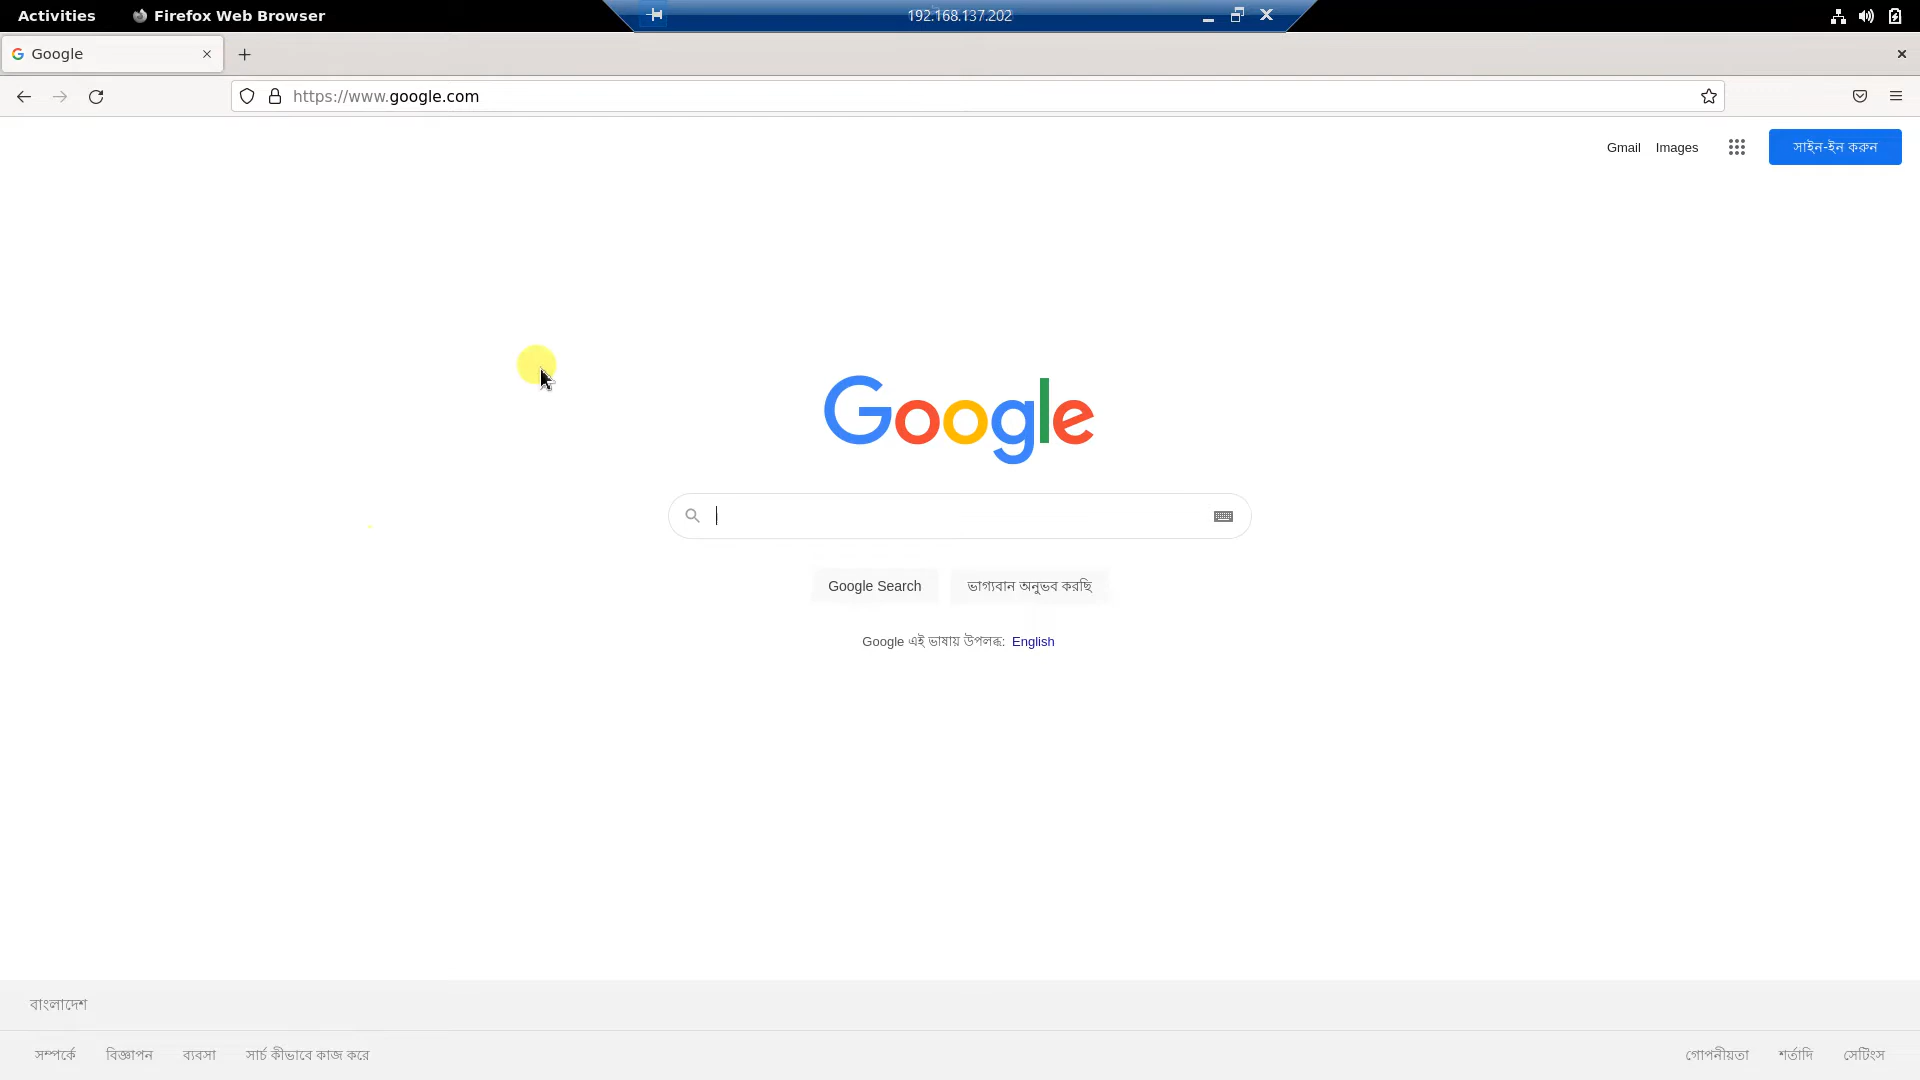 Activities Firefox Web Browser 192.168.137.202
Google
https://www.google.com
Gmail Images সাইন-ইন করুন
Google
Google Search ভাগ্যবান অনুভব করছি
Google এই ভাষায় উপলব্ধ: English
বাংলাদেশ
সম্পর্কে বিজ্ঞাপন ব্যবসা সার্চ কীভাবে কাজ করে গোপনীয়তা শর্তাদি সেটিংস